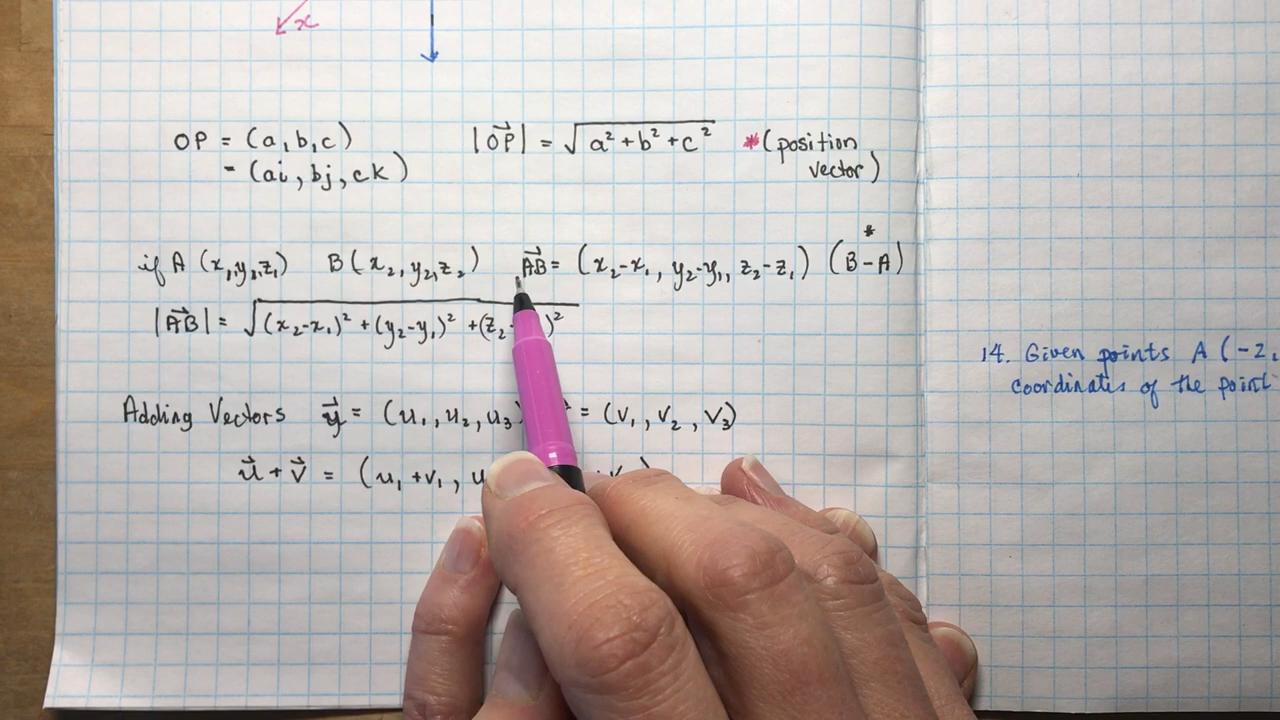 x
OP = (a, b, c) |OP⃗| = √a² + b² + c² *(position
= (ai, bj, ck) vector)
*
if A (x₁, y₁, z₁) B (x₂, y₂, z₂) AB⃗ = (x₂-x₁, y₂-y₁, z₂-z₁) (B-A)
|AB⃗| = √(x₂-x₁)² + (y₂-y₁)² + (z₂- )²
14. Given points A (-2,
coordinates of the point
Adding Vectors u⃗ = (u₁, u₂, u₃) = (v₁, v₂, v₃)
u⃗ + v⃗ = (u₁ + v₁, u